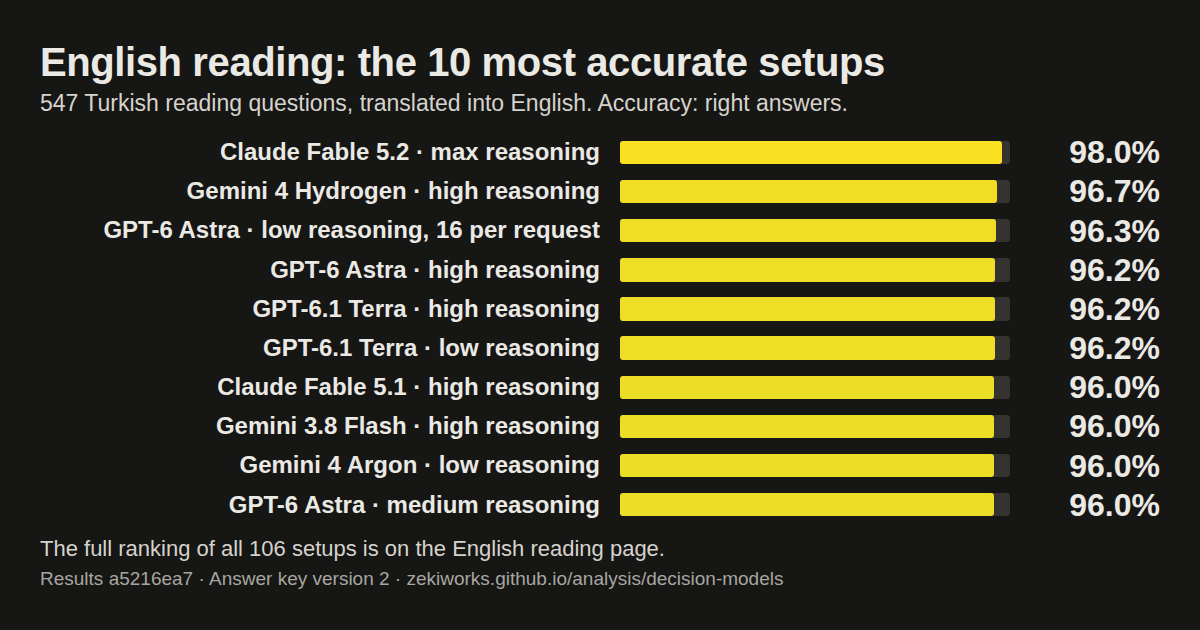 English reading: the 10 most accurate setups
547 Turkish reading questions, translated into English. Accuracy: right answers.
Claude Fable 5.2 · max reasoning 98.0%
Gemini 4 Hydrogen · high reasoning 96.7%
GPT-6 Astra · low reasoning, 16 per request 96.3%
GPT-6 Astra · high reasoning 96.2%
GPT-6.1 Terra · high reasoning 96.2%
GPT-6.1 Terra · low reasoning 96.2%
Claude Fable 5.1 · high reasoning 96.0%
Gemini 3.8 Flash · high reasoning 96.0%
Gemini 4 Argon · low reasoning 96.0%
GPT-6 Astra · medium reasoning 96.0%
The full ranking of all 106 setups is on the English reading page.
Results a5216ea7 · Answer key version 2 · zekiworks.github.io/analysis/decision-models